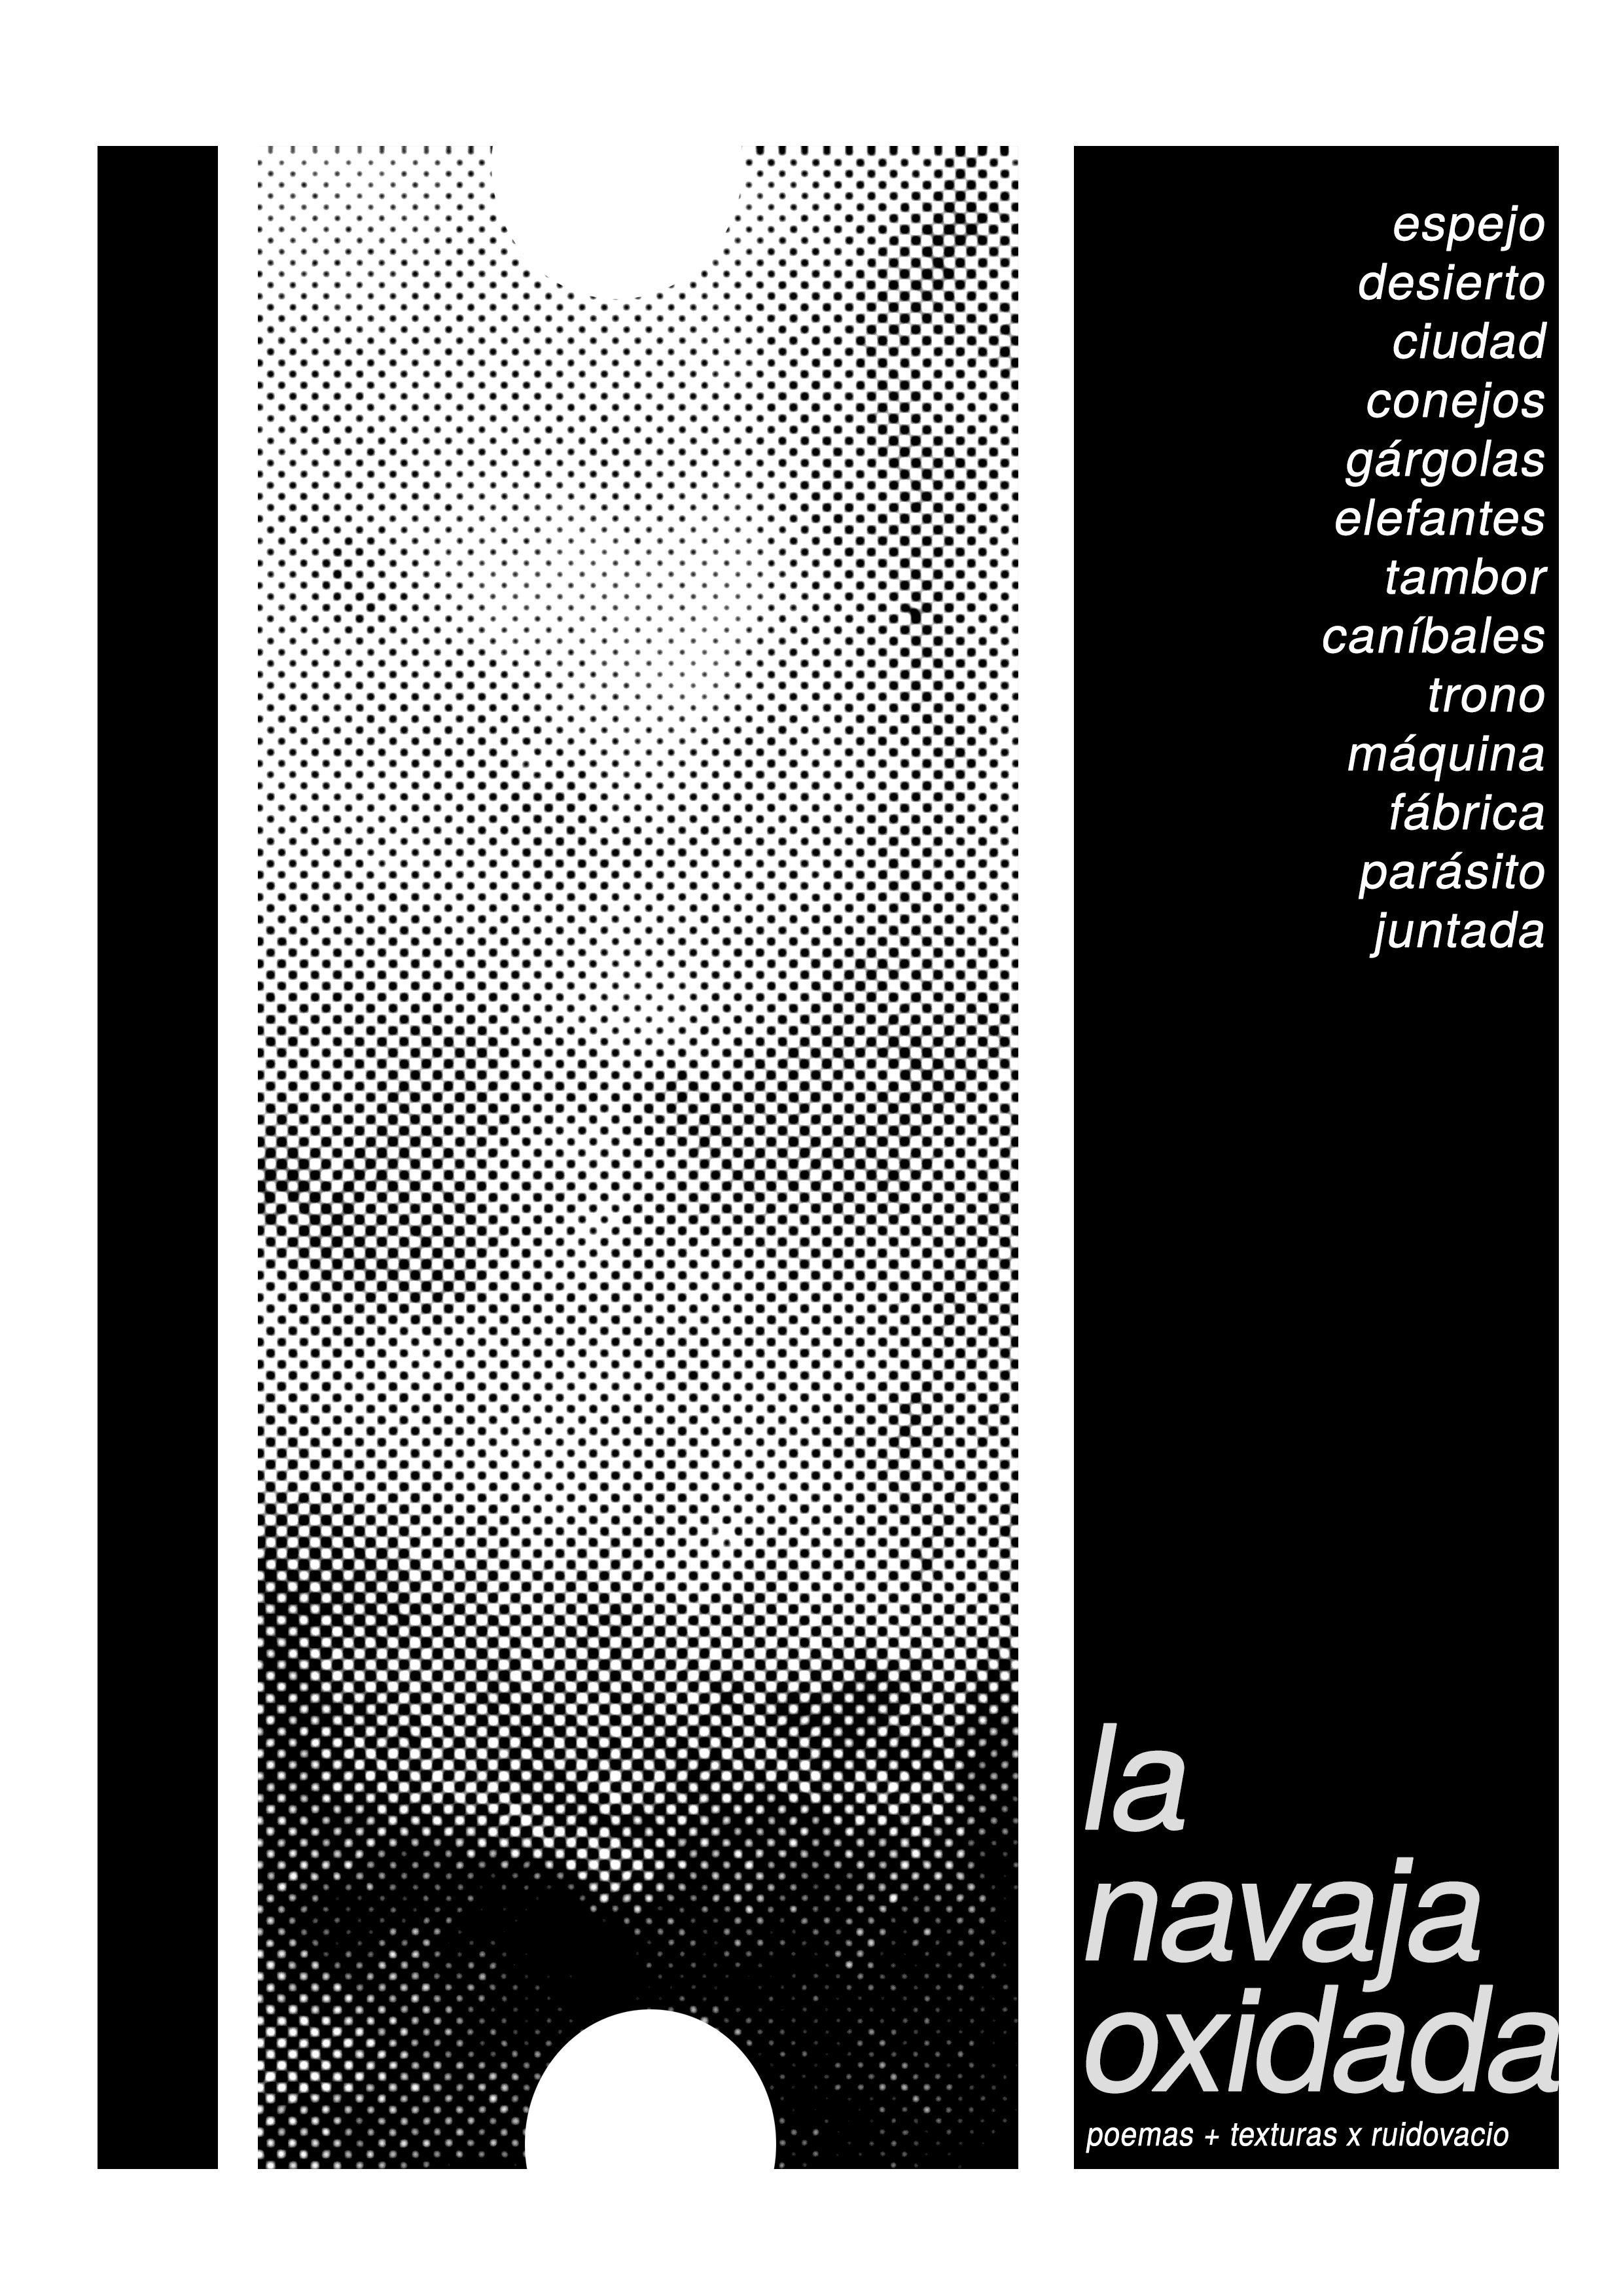 espejo
desierto
ciudad
conejos
gárgolas
elefantes
tambor
caníbales
trono
máquina
fábrica
parásito
juntada
la
navaja
oxidada
poemas + texturas x ruidovacio